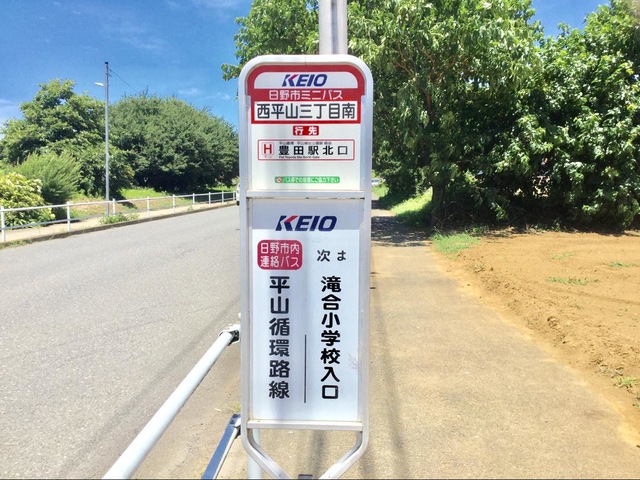 KEIO
日野市ミニバス
西平山三丁目南
行先
H
豊田駅北口
KEIO
日野市内
連絡バス
平山循環路線
次は
滝合小学校入口